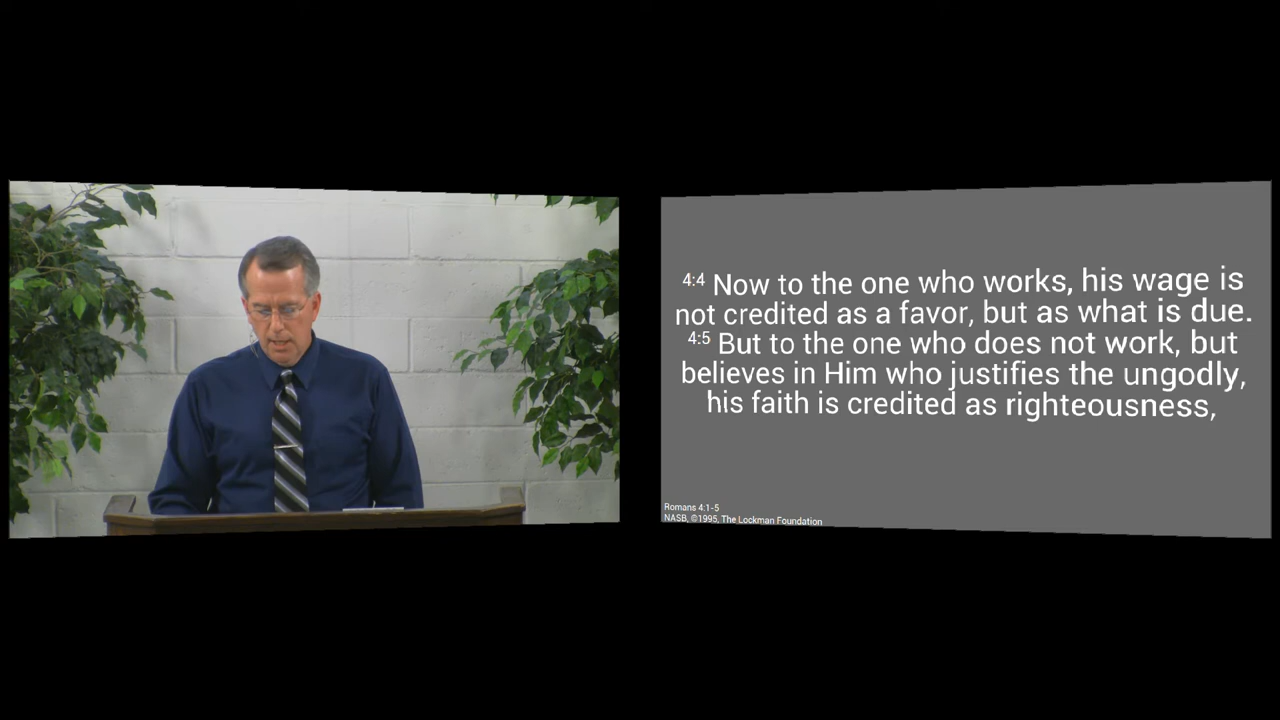 4:4 Now to the one who works, his wage is
not credited as a favor, but as what is due.
4:5 But to the one who does not work, but
believes in Him who justifies the ungodly,
his faith is credited as righteousness,
Romans 4:1-5
NASB, ©1995, The Lockman Foundation